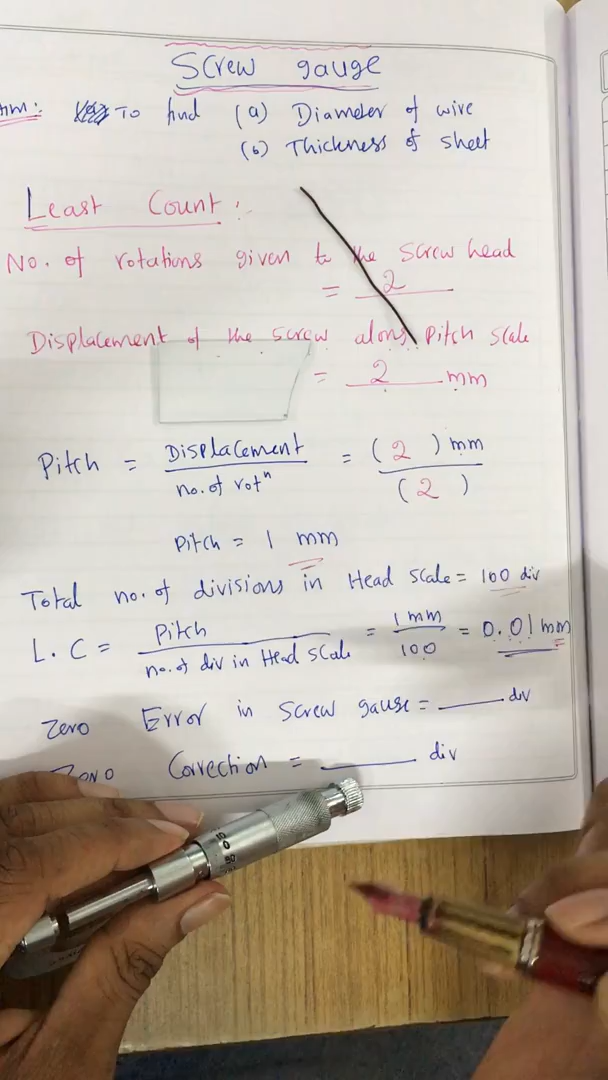 Screw gauge
Aim: To find (a) Diameter of wire
(b) Thickness of sheet
Least Count:
No. of rotations given to the screw head
= 2
Displacement of the screw along Pitch scale
= 2 mm
Pitch = Displacement / no. of rotⁿ = (2) mm / (2)
Pitch = 1 mm
Total no. of divisions in Head scale = 100 div
L.C = Pitch / no. of div in Head scale = 1 mm / 100 = 0.01 mm
Zero Error in screw gauge = ____ div
Zero Correction = ____ div